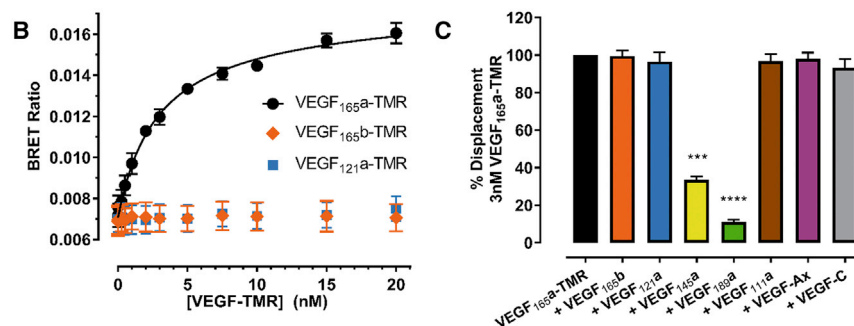 B
BRET Ratio
0.016
0.014
0.012
0.010
0.008
0.006
VEGF₁₆₅a-TMR
VEGF₁₆₅b-TMR
VEGF₁₂₁a-TMR
0 5 10 15 20
[VEGF-TMR] (nM)
C
% Displacement
3nM VEGF₁₆₅a-TMR
120
100
80
60
40
20
0
***
****
VEGF₁₆₅a-TMR
+ VEGF₁₆₅b
+ VEGF₁₂₁a
+ VEGF₁₄₅a
+ VEGF₁₈₉a
+ VEGF₁₁₁a
+ VEGF-Ax
+ VEGF-C